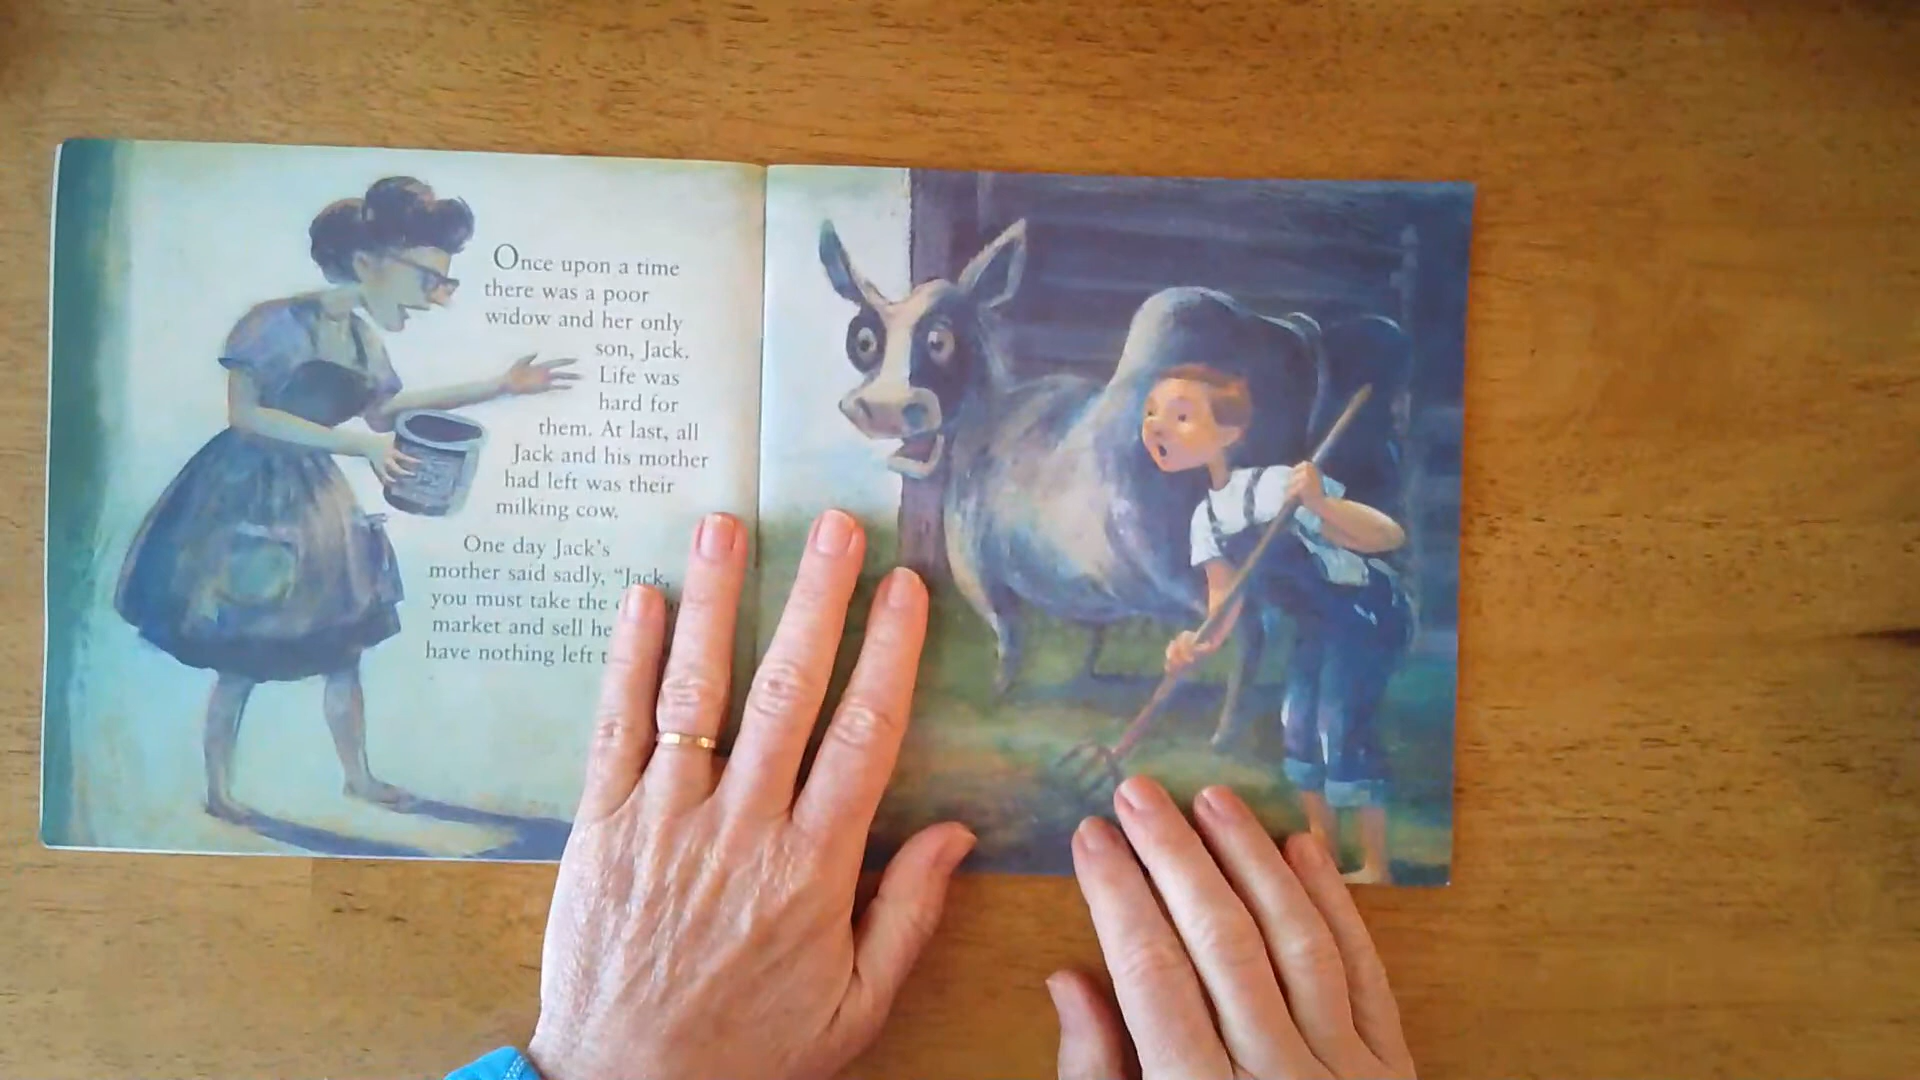 Once upon a time
there was a poor
widow and her only
son, Jack.
Life was
hard for
them. At last, all
Jack and his mother
had left was their
milking cow.
One day Jack's
mother said sadly, "Jack,
you must take the
market and sell
have nothing left